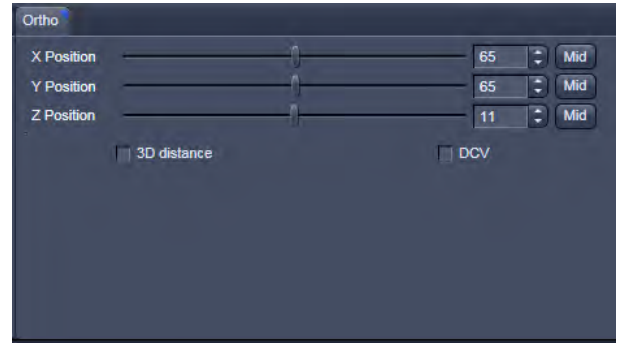 Ortho
X Position 65 Mid
Y Position 65 Mid
Z Position 11 Mid
3D distance DCV